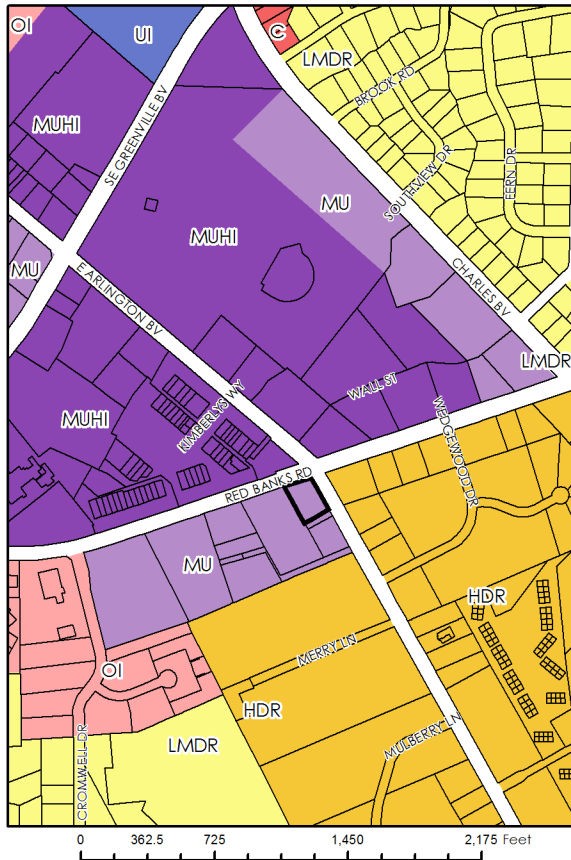 OI
UI
C
LMDR
BROOK RD
MUHI
SE GREENVILLE BV
SOUTHVIEW DR
FERN DR
MU
MUHI
MU
E ARLINGTON BV
CHARLES BV
LMDR
WALL ST
MUHI
KIMBERLYS WY
WEDGEWOOD DR
RED BANKS RD
MU
HDR
MERRY LN
OI
HDR
MULBERRY LN
LMDR
CROMWELL DR
0 362.5 725 1,450 2,175 Feet